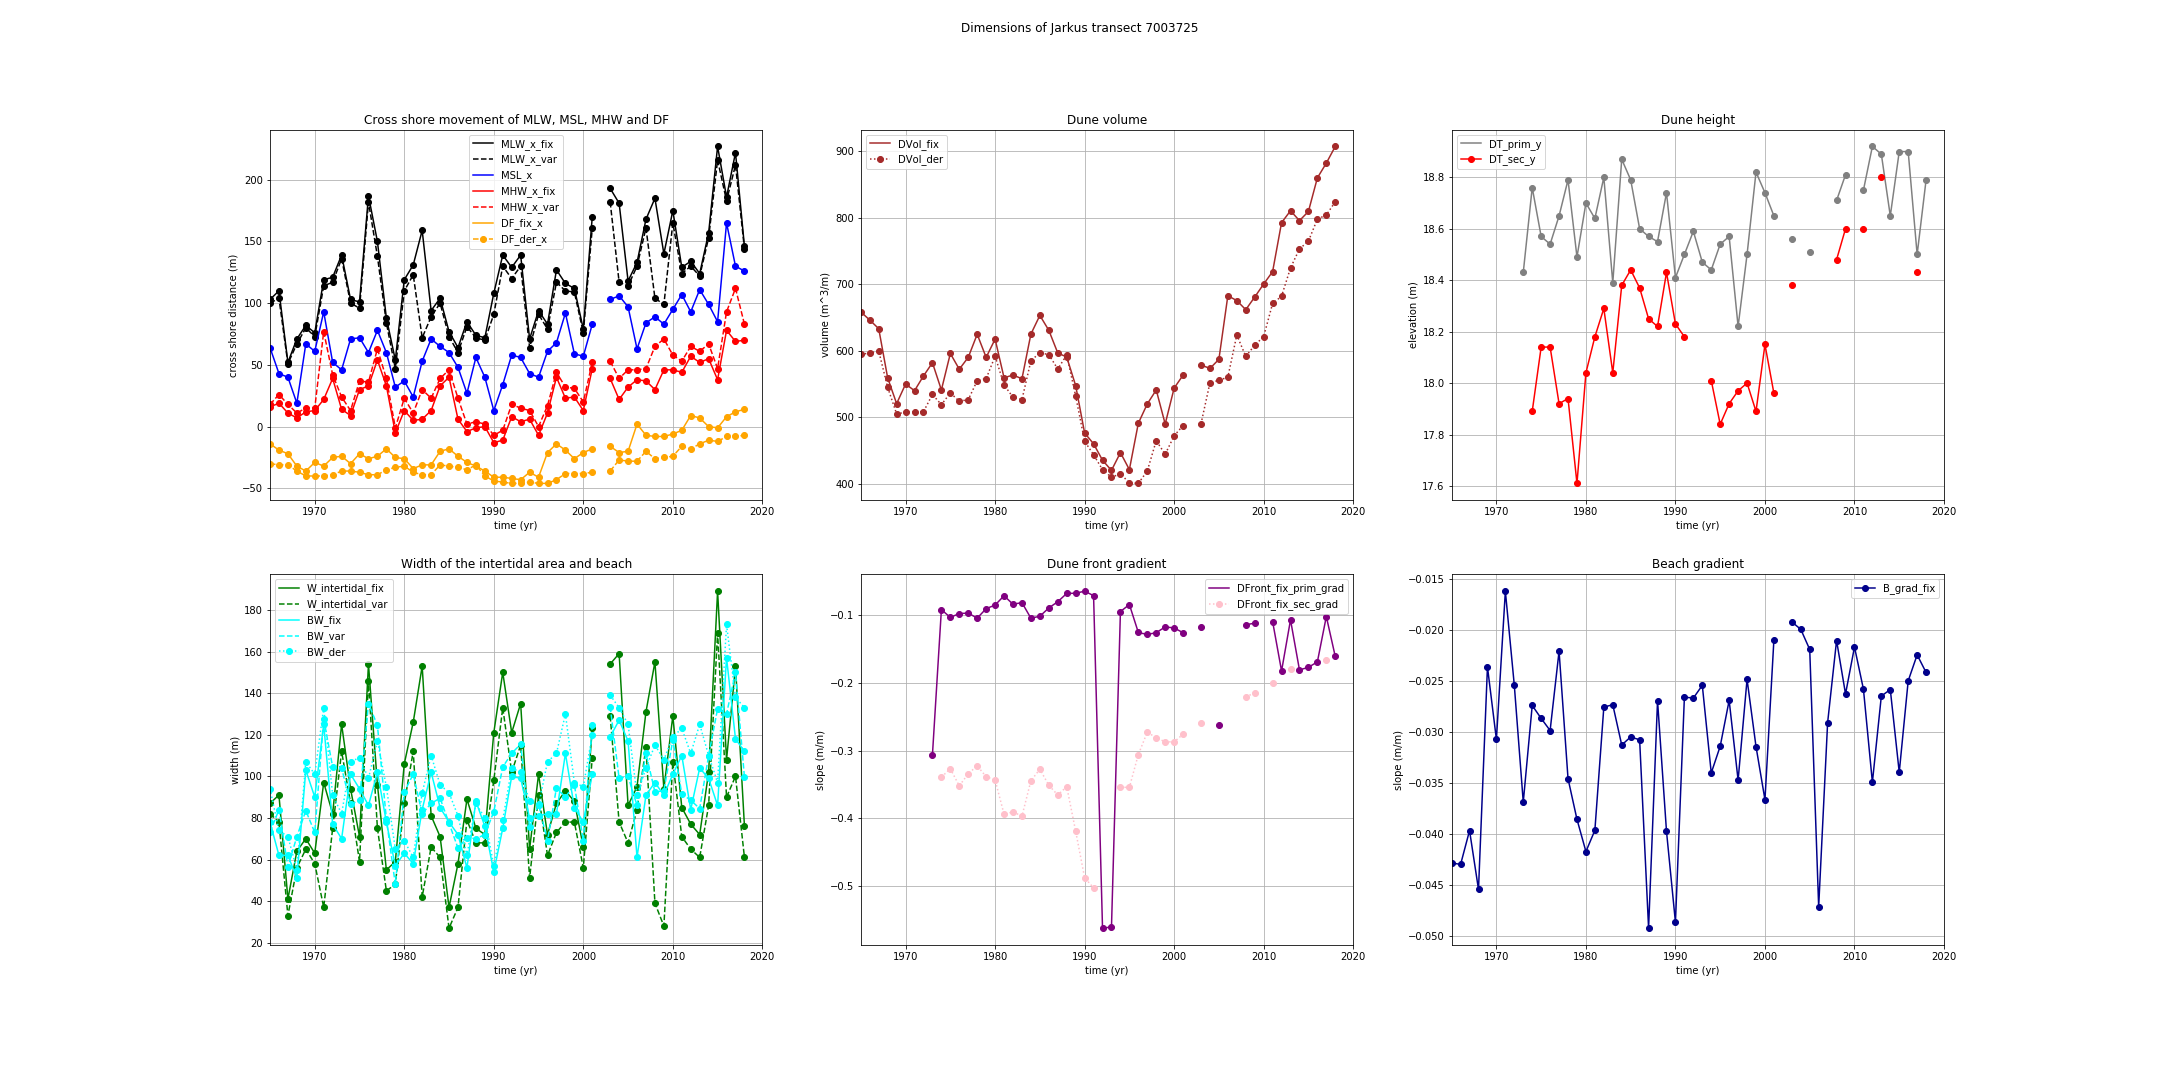 Dimensions of Jarkus transect 7003725
Cross shore movement of MLW, MSL, MHW and DF
MLW_x_fix
MLW_x_var
MSL_x
MHW_x_fix
MHW_x_var
DF_fix_x
DF_der_x
200
150
100
50
0
−50
cross shore distance (m)
1970 1980 1990 2000 2010 2020
time (yr)
Dune volume
DVol_fix
DVol_der
900
800
700
600
500
400
volume (m^3/m)
1970 1980 1990 2000 2010 2020
time (yr)
Dune height
DT_prim_y
DT_sec_y
18.8
18.6
18.4
18.2
18.0
17.8
17.6
elevation (m)
1970 1980 1990 2000 2010 2020
time (yr)
Width of the intertidal area and beach
W_intertidal_fix
W_intertidal_var
BW_fix
BW_var
BW_der
180
160
140
120
100
80
60
40
20
width (m)
1970 1980 1990 2000 2010 2020
time (yr)
Dune front gradient
DFront_fix_prim_grad
DFront_fix_sec_grad
−0.1
−0.2
−0.3
−0.4
−0.5
slope (m/m)
1970 1980 1990 2000 2010 2020
time (yr)
Beach gradient
B_grad_fix
−0.015
−0.020
−0.025
−0.030
−0.035
−0.040
−0.045
−0.050
slope (m/m)
1970 1980 1990 2000 2010 2020
time (yr)